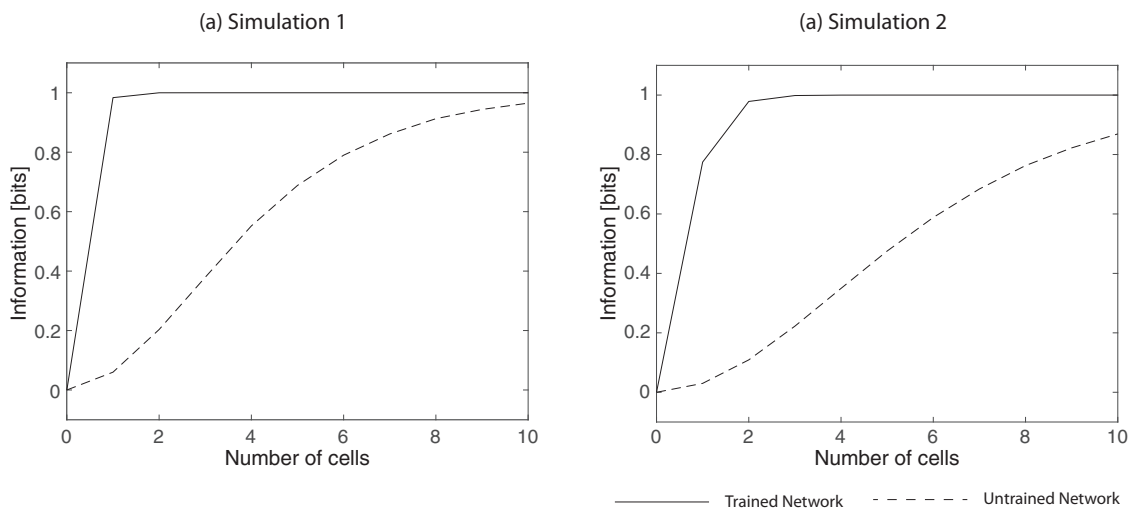 (a) Simulation 1
1
0.8
0.6
0.4
0.2
0
Information [bits]
0 2 4 6 8 10
Number of cells
(a) Simulation 2
1
0.8
0.6
0.4
0.2
0
Information [bits]
0 2 4 6 8 10
Number of cells
Trained Network Untrained Network